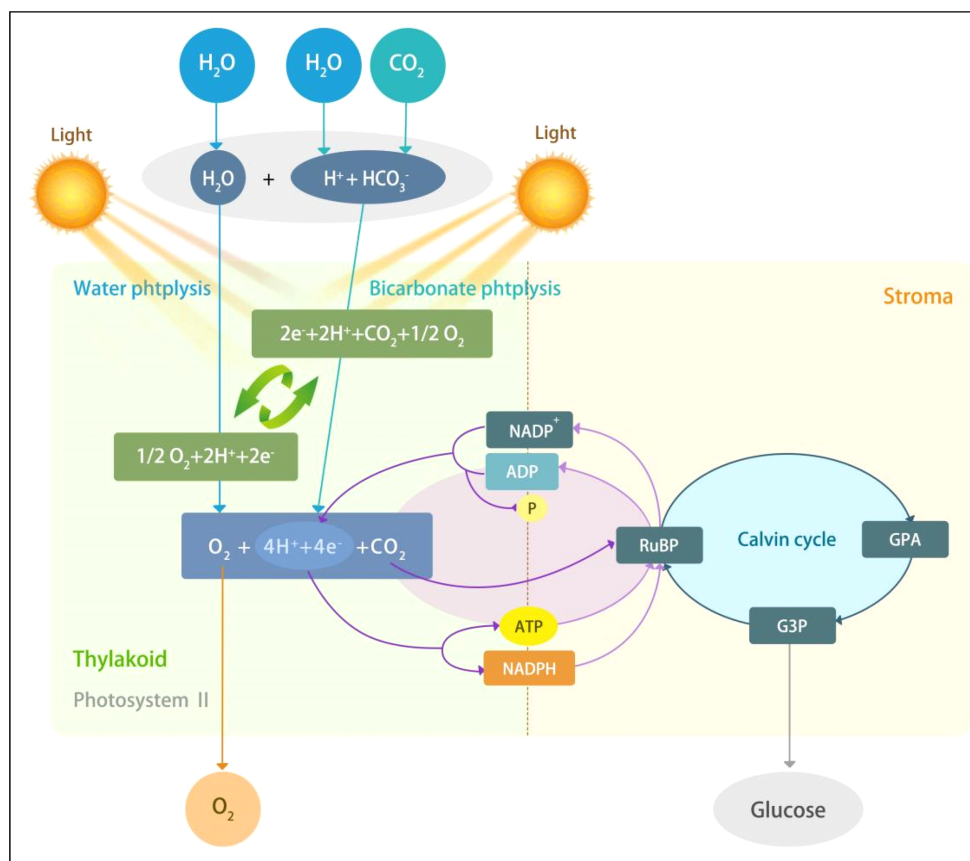 H₂O
H₂O
CO₂
Light
Light
H₂O
+
H⁺ + HCO₃⁻
Water phtplysis
Bicarbonate phtplysis
Stroma
2e⁻+2H⁺+CO₂+1/2 O₂
NADP⁺
1/2 O₂+2H⁺+2e⁻
ADP
P
O₂ + 4H⁺+4e⁻ +CO₂
RuBP
Calvin cycle
GPA
ATP
G3P
Thylakoid
NADPH
Photosystem II
O₂
Glucose